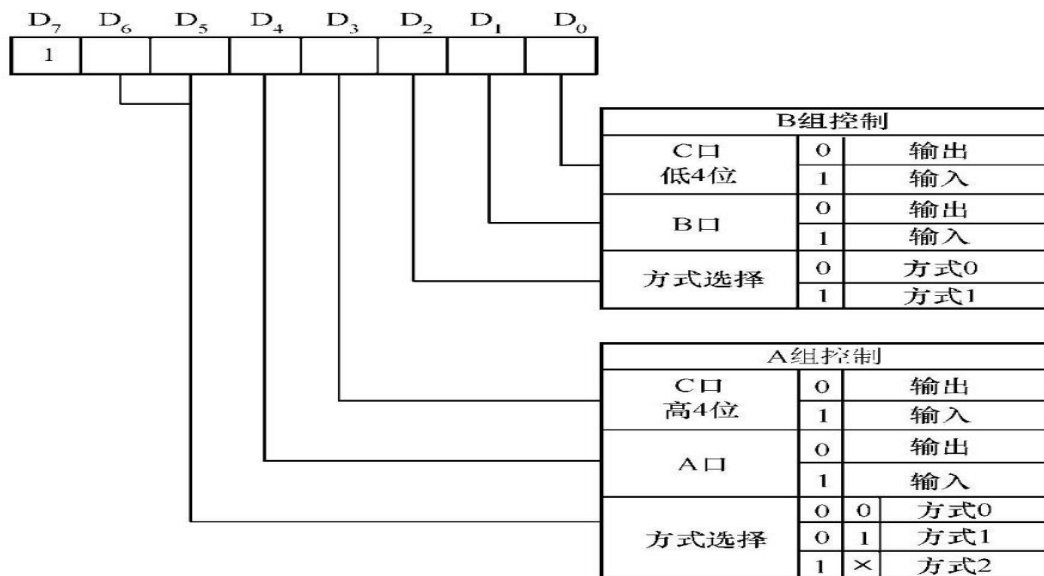 D₇ D₆ D₅ D₄ D₃ D₂ D₁ D₀
1
B组控制
C口
低4位
0 输出
1 输入
B口
0 输出
1 输入
方式选择
0 方式0
1 方式1
A组控制
C口
高4位
0 输出
1 输入
A口
0 输出
1 输入
方式选择
0 0 方式0
0 1 方式1
1 × 方式2